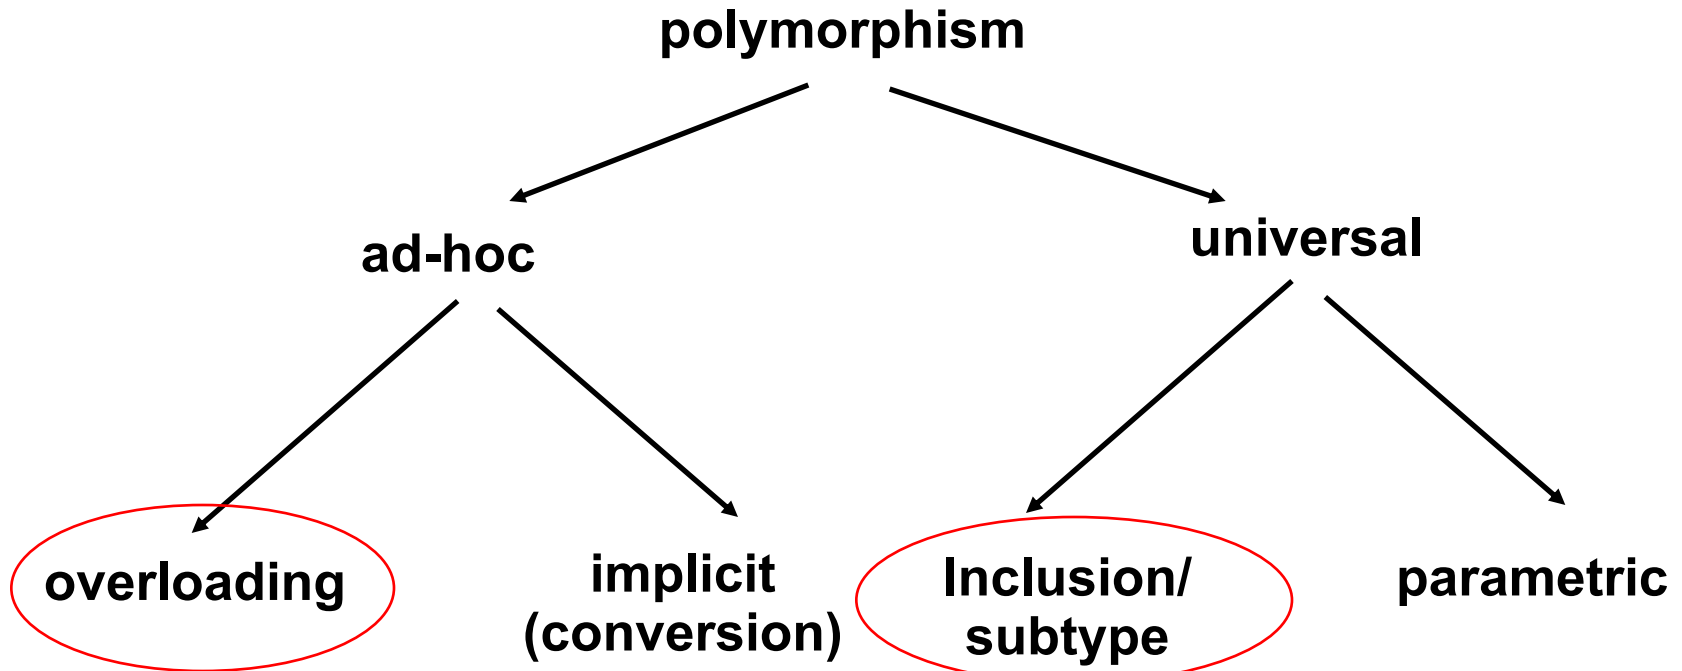 polymorphism
ad-hoc
universal
overloading
implicit
(conversion)
Inclusion/
subtype
parametric